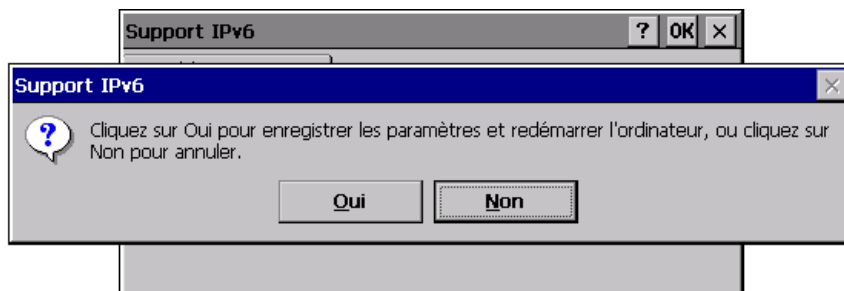 Support IPv6
? OK ×
Support IPv6
×
?
Cliquez sur Oui pour enregistrer les paramètres et redémarrer l'ordinateur, ou cliquez sur
Non pour annuler.
Oui Non